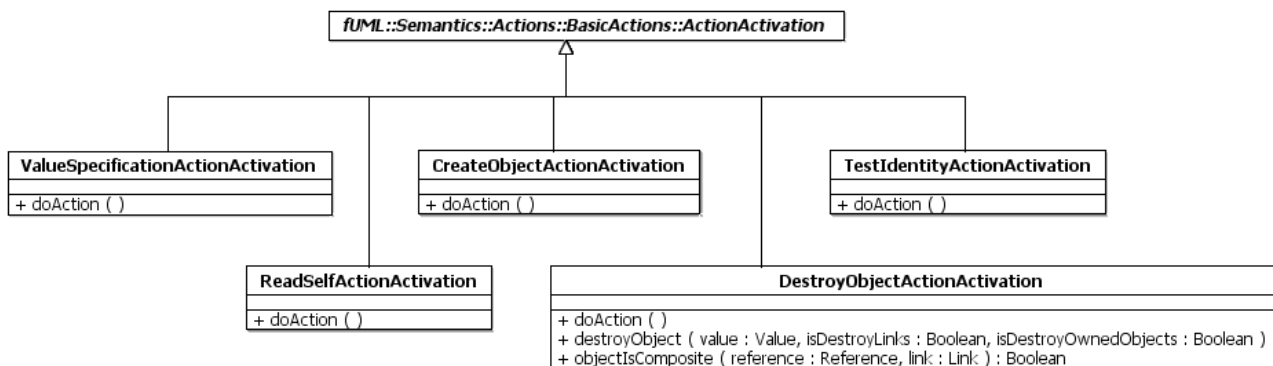 fUML::Semantics::Actions::BasicActions::ActionActivation
ValueSpecificationActionActivation
+ doAction ( )
CreateObjectActionActivation
+ doAction ( )
TestIdentityActionActivation
+ doAction ( )
ReadSelfActionActivation
+ doAction ( )
DestroyObjectActionActivation
+ doAction ( )
+ destroyObject ( value : Value, isDestroyLinks : Boolean, isDestroyOwnedObjects : Boolean )
+ objectIsComposite ( reference : Reference, link : Link ) : Boolean